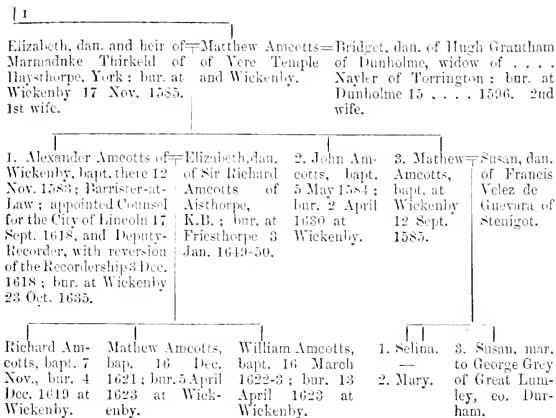 1
Elizabeth, dan. and heir of
Marmaduke Thirkeld of
Haysthorpe, York; bur. at
Wickenby 17 Nov. 1585.
1st wife.
Matthew Amcotts
of Vere Temple
and Wickenby.
Bridget, dan. of Hugh Grantham
of Dunholme, widow of . . . .
Nayler of Torrington; bur. at
Dunholme 15 . . . . 1596. 2nd
wife.
1. Alexander Amcotts of
Wickenby, bapt. there 12
Nov. 1583; Barrister-at-
Law; appointed Counsel
for the City of Lincoln 17
Sept. 1618, and Deputy-
Recorder, with reversion
of the Recordership 3 Dec.
1618; bur. at Wickenby
23 Oct. 1635.
Elizabeth, dan.
of Sir Richard
Amcotts of
Aisthorpe,
K.B.; bur. at
Friesthorpe 3
Jan. 1649-50.
2. John Am-
cotts, bapt.
5 May 1584;
bur. 2 April
1630 at
Wickenby.
3. Mathew
Amcotts,
bapt. at
Wickenby
12 Sept.
1585.
Susan, dan.
of Francis
Velez de
Guevara of
Stenigot.
Richard Am-
cotts, bapt. 7
Nov., bur. 4
Dec. 1619 at
Wickenby.
Mathew Amcotts,
bap. 16 Dec.
1621; bur. 5 April
1623 at Wick-
enby.
William Amcotts,
bapt. 16 March
1622-3; bur. 13
April 1623 at
Wickenby.
1. Selina.
—
2. Mary.
3. Susan, mar.
to George Grey
of Great Lum-
ley, co. Dur-
ham.